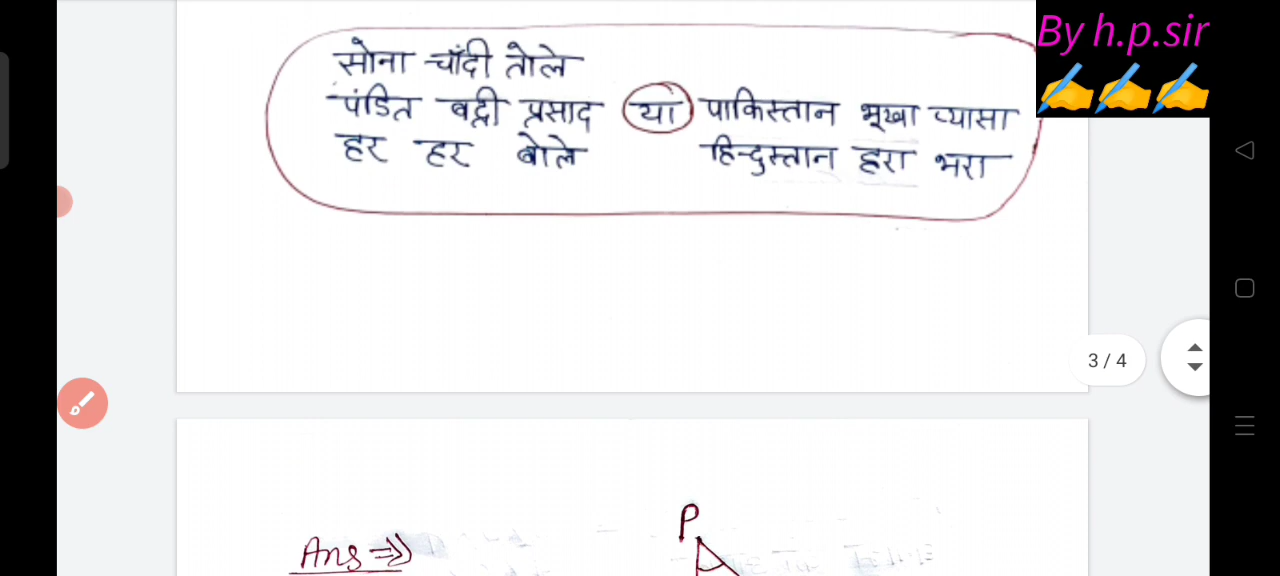 By h.p.sir
सोना चाँदी तोले
पंडित बद्री प्रसाद या पाकिस्तान भूखा प्यासा
हर हर बोले हिन्दुस्तान हरा भरा
3 / 4
Ans ⇒
P